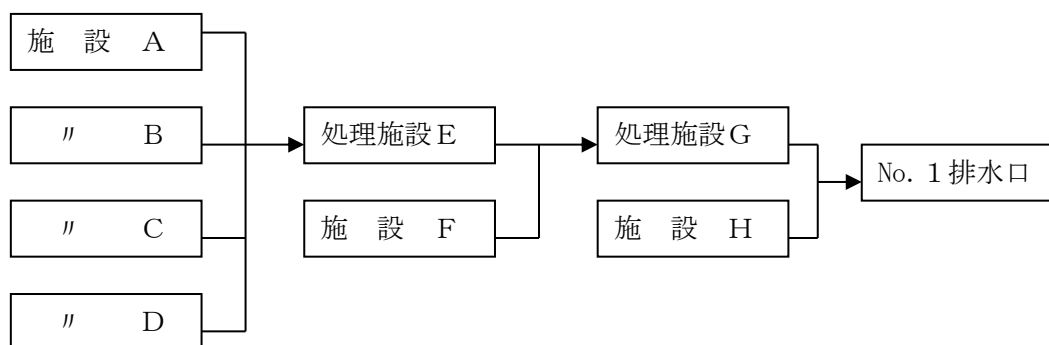 施　設　A
〃　　B
〃　　C
〃　　D
処理施設E
施　設　F
処理施設G
施　設　H
No. 1排水口